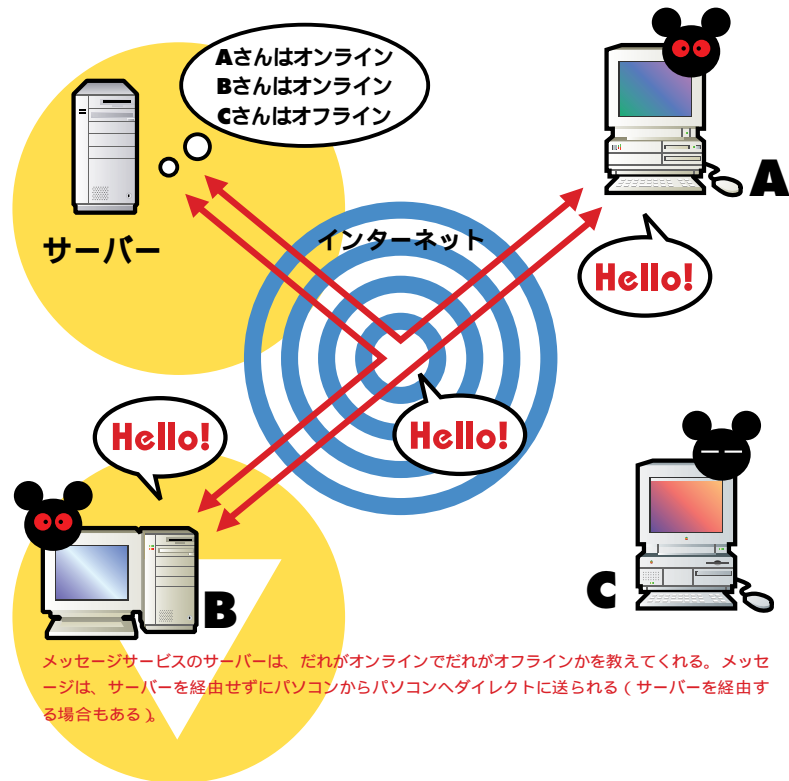 Aさんはオンライン
Bさんはオンライン
Cさんはオフライン
A
サーバー
インターネット
Hello!
Hello!
Hello!
C
B
メッセージサービスのサーバーは、だれがオンラインでだれがオフラインかを教えてくれる。メッセ
ージは、サーバーを経由せずにパソコンからパソコンへダイレクトに送られる（サーバーを経由す
る場合もある）。